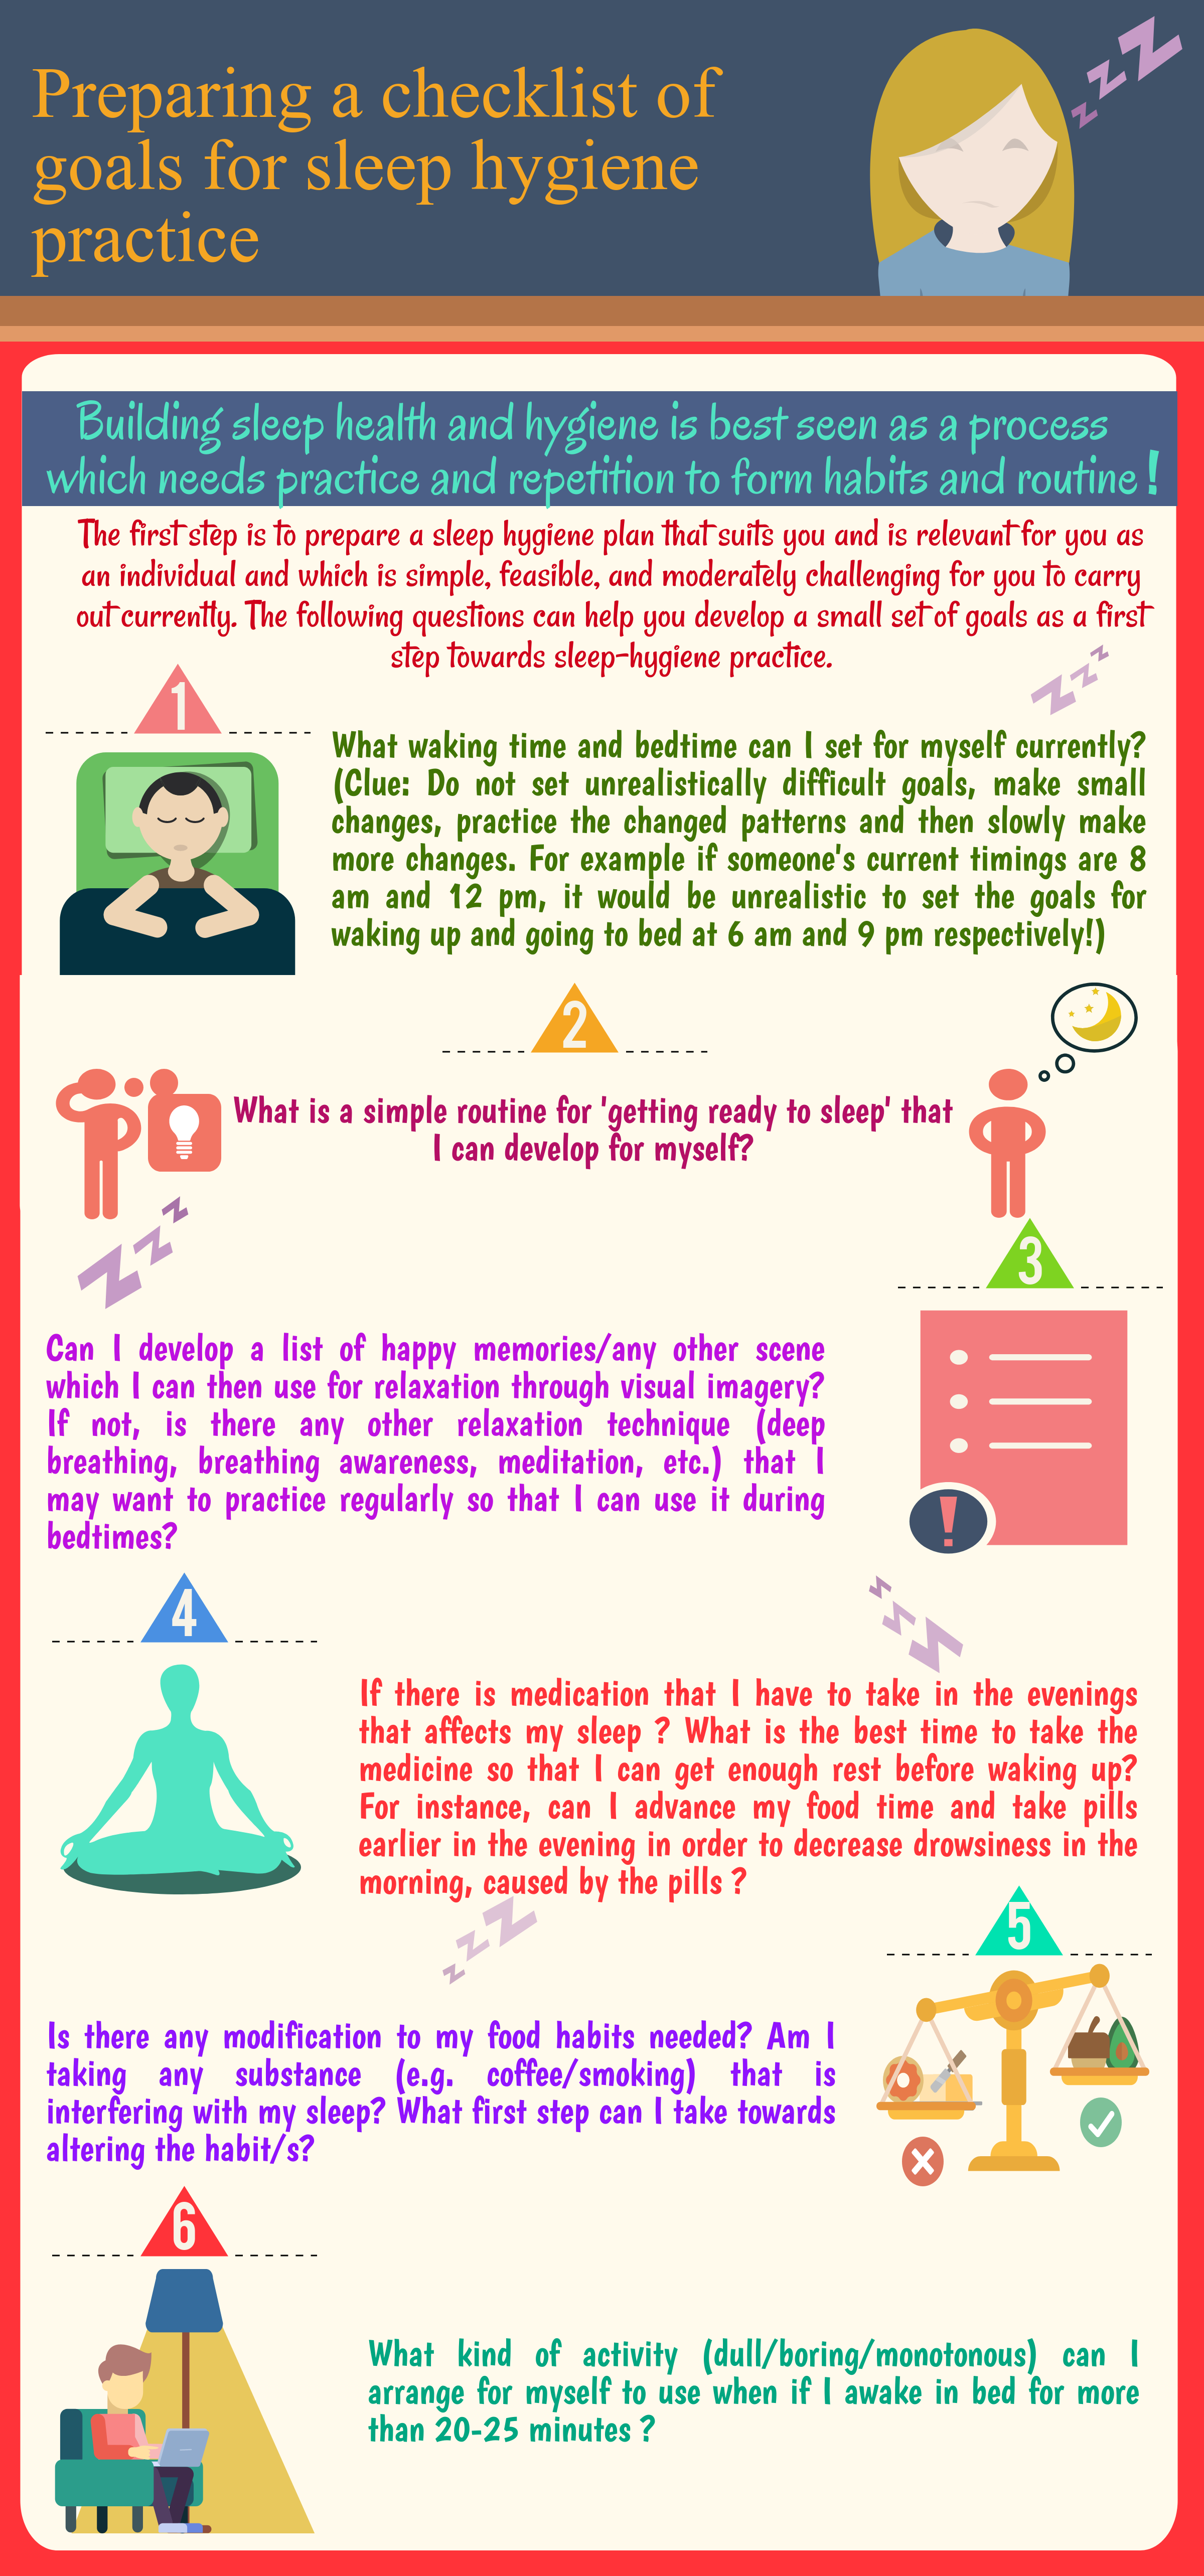 Preparing a checklist of
goals for sleep hygiene
practice
Building sleep health and hygiene is best seen as a process
which needs practice and repetition to form habits and routine !
The first step is to prepare a sleep hygiene plan that suits you and is relevant for you as
an individual and which is simple, feasible, and moderately challenging for you to carry
out currently. The following questions can help you develop a small set of goals as a first
step towards sleep-hygiene practice.
1
What waking time and bedtime can I set for myself currently?
(Clue: Do not set unrealistically difficult goals, make small
changes, practice the changed patterns and then slowly make
more changes. For example if someone's current timings are 8
am and 12 pm, it would be unrealistic to set the goals for
waking up and going to bed at 6 am and 9 pm respectively!)
2
What is a simple routine for 'getting ready to sleep' that
I can develop for myself?
3
Can I develop a list of happy memories/any other scene
which I can then use for relaxation through visual imagery?
If not, is there any other relaxation technique (deep
breathing, breathing awareness, meditation, etc.) that I
may want to practice regularly so that I can use it during
bedtimes?
4
If there is medication that I have to take in the evenings
that affects my sleep ? What is the best time to take the
medicine so that I can get enough rest before waking up?
For instance, can I advance my food time and take pills
earlier in the evening in order to decrease drowsiness in the
morning, caused by the pills ?
5
Is there any modification to my food habits needed? Am I
taking any substance (e.g. coffee/smoking) that is
interfering with my sleep? What first step can I take towards
altering the habit/s?
6
What kind of activity (dull/boring/monotonous) can I
arrange for myself to use when if I awake in bed for more
than 20-25 minutes ?